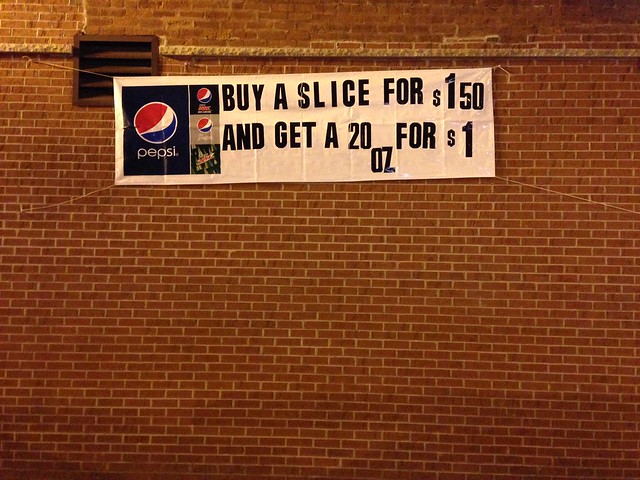 pepsi
BUY A SLICE FOR $150
AND GET A 20 OZ FOR $1